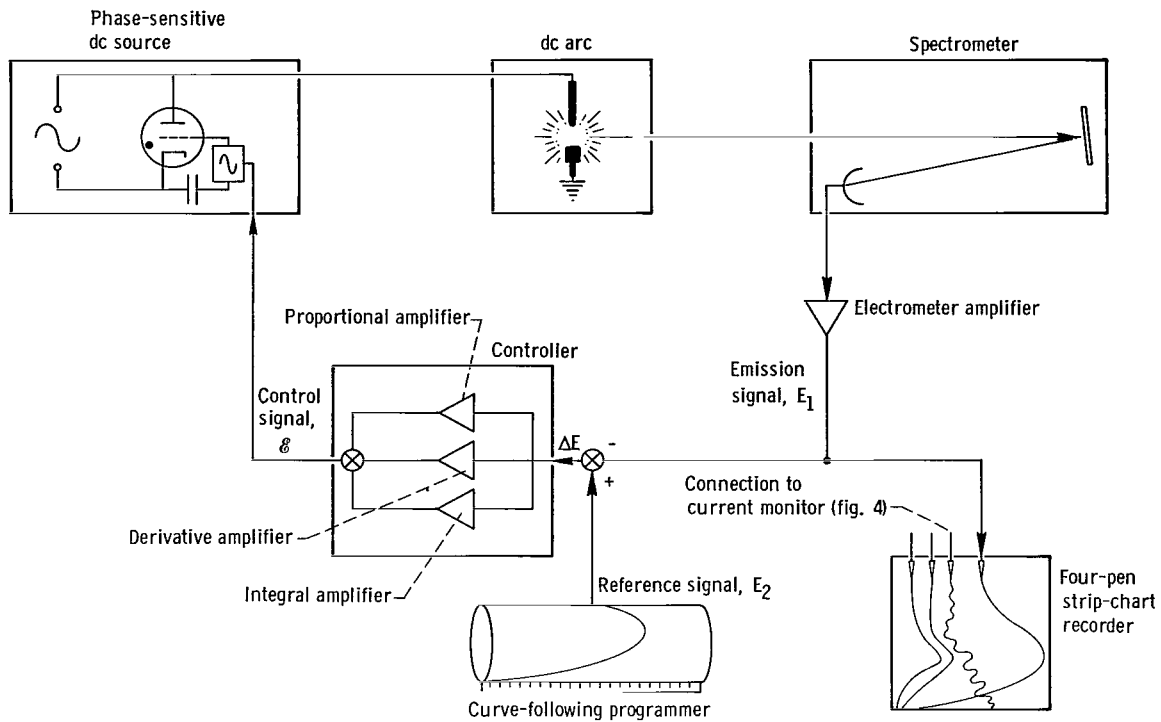 Phase-sensitive
dc source
dc arc
Spectrometer
Electrometer amplifier
Proportional amplifier
Controller
Emission
signal, E1
Control
signal,
ℰ
ΔE
-
+
Connection to
current monitor (fig. 4)
Derivative amplifier
Integral amplifier
Reference signal, E2
Four-pen
strip-chart
recorder
Curve-following programmer